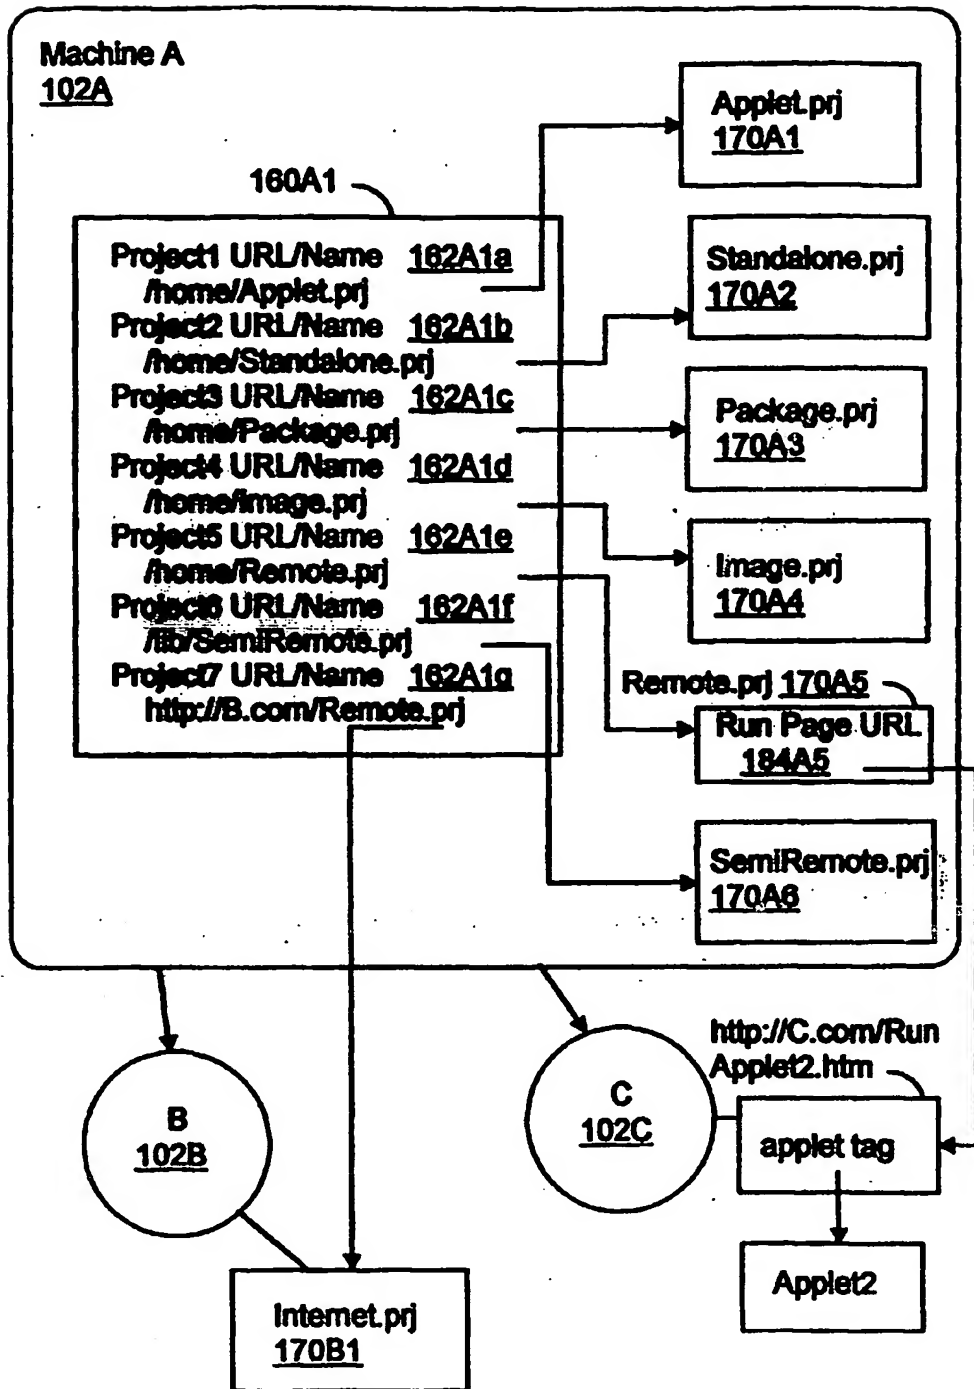 Machine A
102A
160A1
Project1 URL/Name 162A1a
/home/Applet.prj
Project2 URL/Name 162A1b
/home/Standalone.prj
Project3 URL/Name 162A1c
/home/Package.prj
Project4 URL/Name 162A1d
/home/Image.prj
Project5 URL/Name 162A1e
/home/Remote.prj
Project6 URL/Name 162A1f
/lib/SemiRemote.prj
Project7 URL/Name 162A1g
http://B.com/Remote.prj
Applet.prj
170A1
Standalone.prj
170A2
Package.prj
170A3
Image.prj
170A4
Remote.prj 170A5
Run Page URL
184A5
SemiRemote.prj
170A6
B
102B
C
102C
http://C.com/Run
Applet2.htm
applet tag
Applet2
Internet.prj
170B1